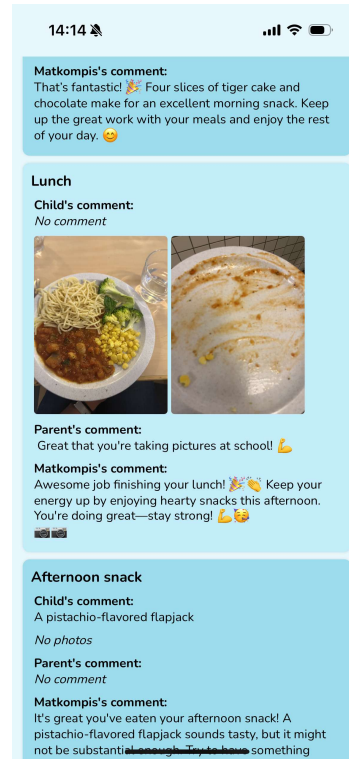 14:14
Matkompis's comment:
That's fantastic! 🎉 Four slices of tiger cake and
chocolate make for an excellent morning snack. Keep
up the great work with your meals and enjoy the rest
of your day. 😊
Lunch
Child's comment:
No comment
Parent's comment:
Great that you're taking pictures at school! 💪
Matkompis's comment:
Awesome job finishing your lunch! 🎉👏 Keep your
energy up by enjoying hearty snacks this afternoon.
You're doing great—stay strong! 💪🥳
📷📷
Afternoon snack
Child's comment:
A pistachio-flavored flapjack
No photos
Parent's comment:
No comment
Matkompis's comment:
It's great you've eaten your afternoon snack! A
pistachio-flavored flapjack sounds tasty, but it might
not be substantial enough. Try to have something